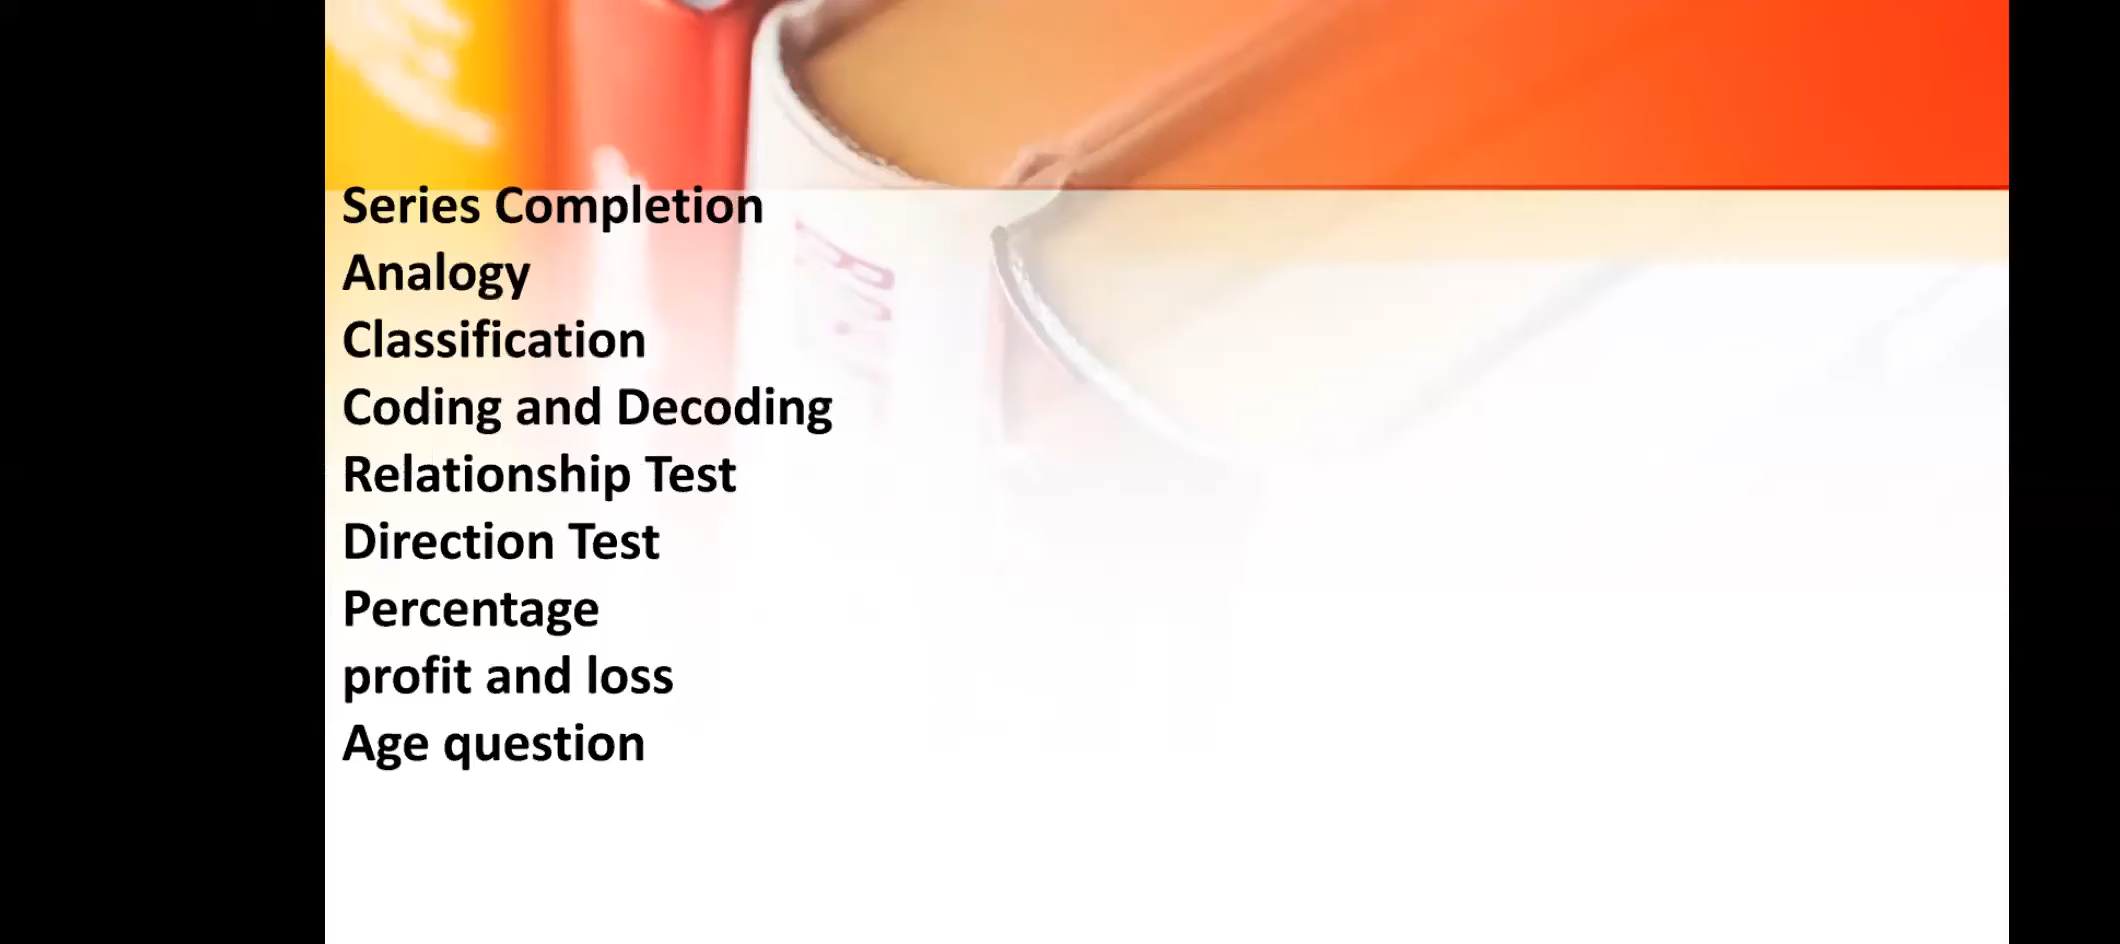 Series Completion
Analogy
Classification
Coding and Decoding
Relationship Test
Direction Test
Percentage
profit and loss
Age question